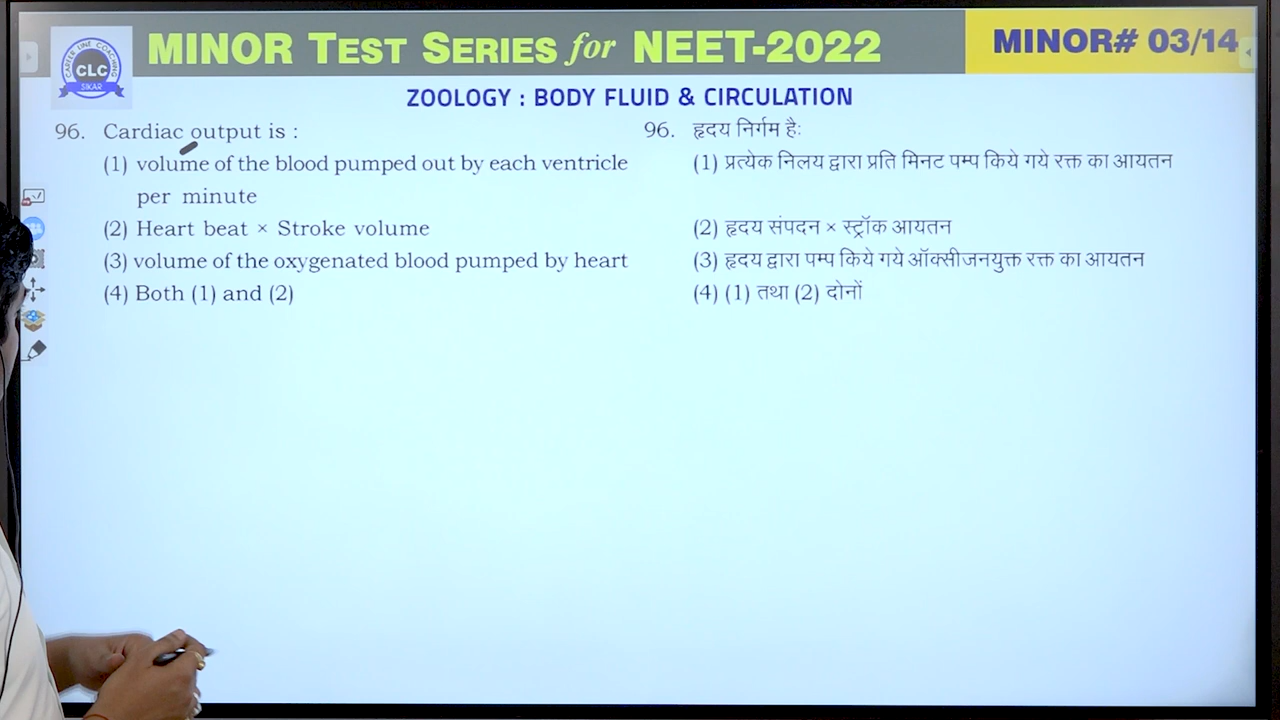 CAREER LINE COACHING
CLC
SIKAR
MINOR TEST SERIES for NEET-2022
MINOR# 03/14
ZOOLOGY : BODY FLUID & CIRCULATION
96. Cardiac output is :
(1) volume of the blood pumped out by each ventricle
per minute
(2) Heart beat × Stroke volume
(3) volume of the oxygenated blood pumped by heart
(4) Both (1) and (2)
96. हृदय निर्गम है:
(1) प्रत्येक निलय द्वारा प्रति मिनट पम्प किये गये रक्त का आयतन
(2) हृदय संपदन × स्ट्रॉक आयतन
(3) हृदय द्वारा पम्प किये गये ऑक्सीजनयुक्त रक्त का आयतन
(4) (1) तथा (2) दोनों